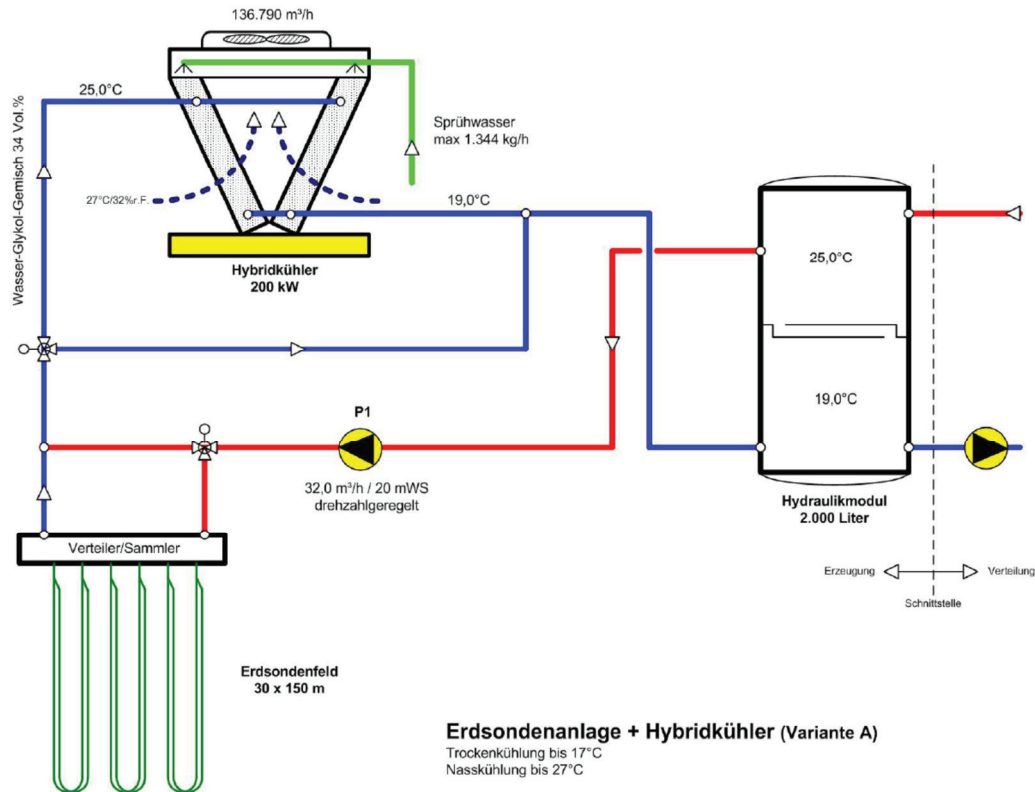 136.790 m³/h
25,0°C
Wasser-Glykol-Gemisch 34 Vol.%
Sprühwasser
max 1.344 kg/h
27°C/32%r.F.
19,0°C
Hybridkühler
200 kW
25,0°C
19,0°C
P1
32,0 m³/h / 20 mWS
drehzahlgeregelt
Hydraulikmodul
2.000 Liter
Verteiler/Sammler
Erzeugung
Verteilung
Schnittstelle
Erdsondenfeld
30 x 150 m
Erdsondenanlage + Hybridkühler (Variante A)
Trockenkühlung bis 17°C
Nasskühlung bis 27°C